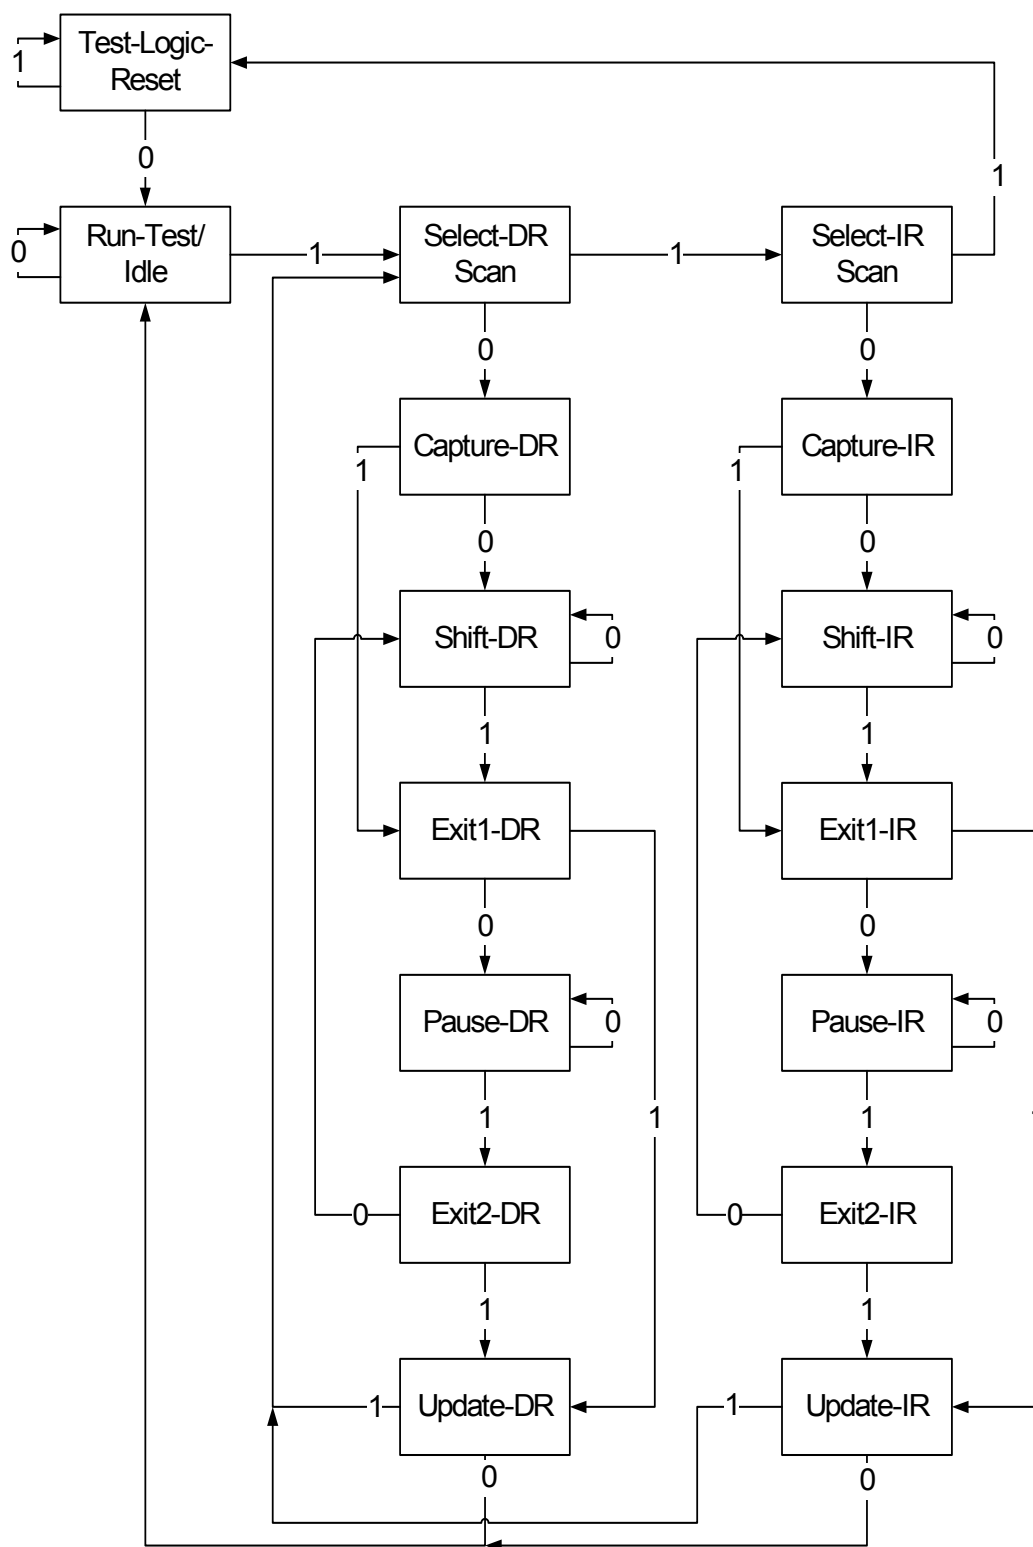 Test-Logic-
Reset
1
0
1
Run-Test/
Idle
0
1
Select-DR
Scan
1
Select-IR
Scan
0
0
Capture-DR
Capture-IR
1
1
0
0
Shift-DR
0
Shift-IR
0
1
1
Exit1-DR
Exit1-IR
0
0
Pause-DR
0
Pause-IR
0
1
1
1
Exit2-DR
0
Exit2-IR
0
1
1
Update-DR
1
Update-IR
1
0
0